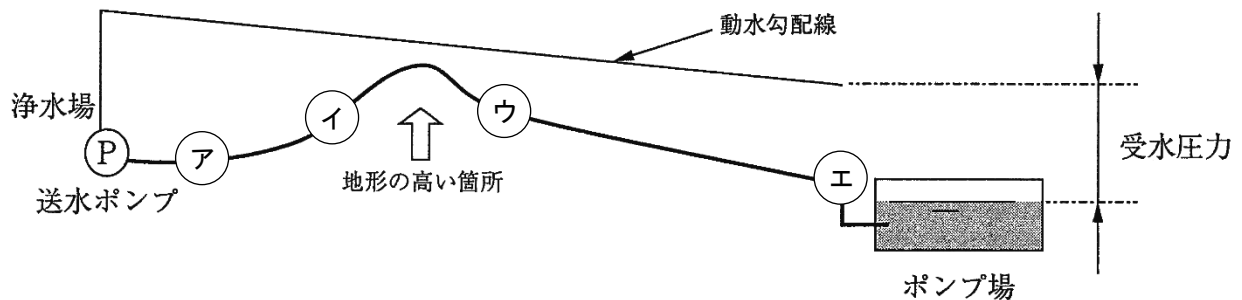 動水勾配線
浄水場
P
送水ポンプ
ア
イ
地形の高い箇所
ウ
エ
受水圧力
ポンプ場